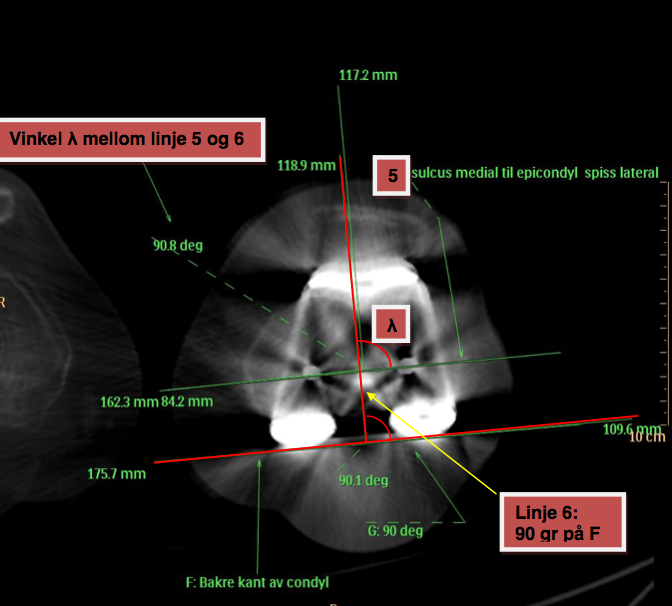 117.2 mm
Vinkel λ mellom linje 5 og 6
118.9 mm
5
sulcus medial til epicondyl spiss lateral
90.8 deg
R
λ
162.3 mm 84.2 mm
109.6 mm
10 cm
175.7 mm
90.1 deg
Linje 6:
90 gr på F
G: 90 deg
F: Bakre kant av condyl